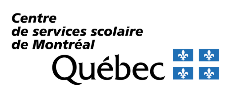 Centre
de services scolaire
de Montréal
Québec